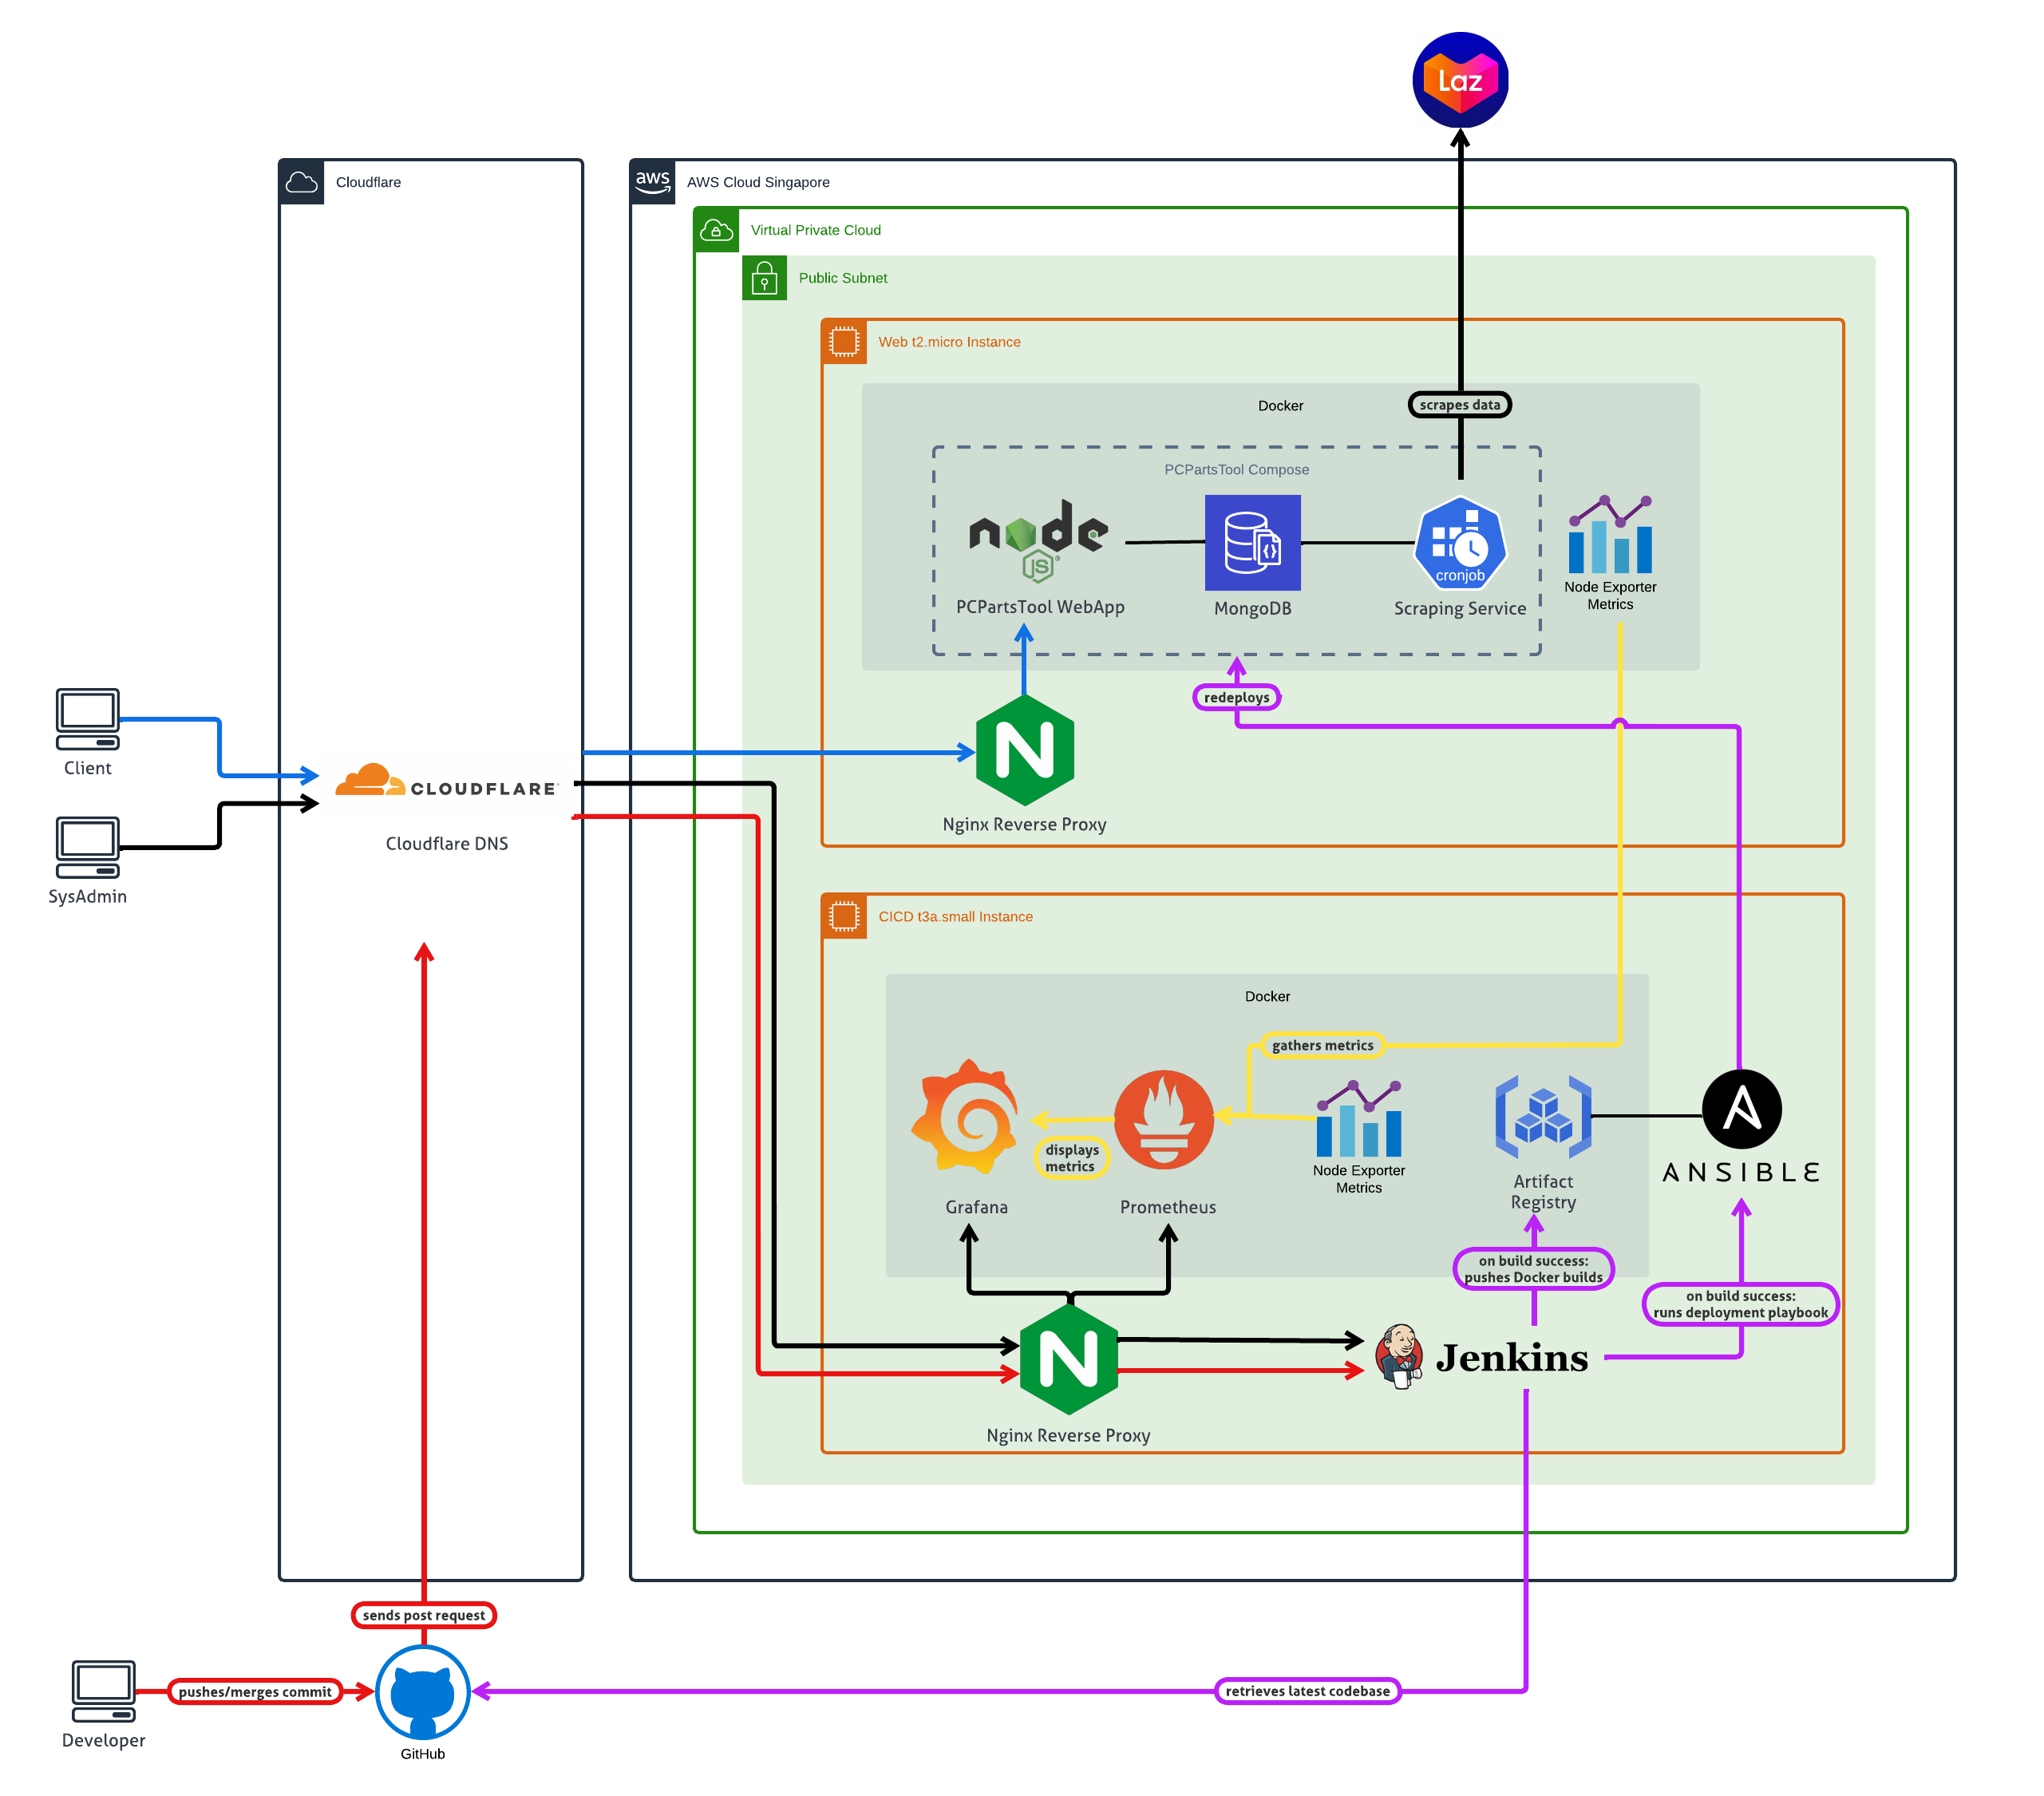 Laz
Cloudflare
aws
AWS Cloud Singapore
Virtual Private Cloud
Public Subnet
Web t2.micro Instance
Docker
scrapes data
PCPartsTool Compose
node
JS
cronjob
PCPartsTool WebApp
MongoDB
Scraping Service
Node Exporter
Metrics
redeploys
Client
CLOUDFLARE
Cloudflare DNS
Nginx Reverse Proxy
SysAdmin
CICD t3a.small Instance
Docker
gathers metrics
displays
metrics
Grafana
Prometheus
Node Exporter
Metrics
Artifact
Registry
ANSIBLE
on build success:
pushes Docker builds
on build success:
runs deployment playbook
Jenkins
Nginx Reverse Proxy
sends post request
pushes/merges commit
retrieves latest codebase
Developer
GitHub